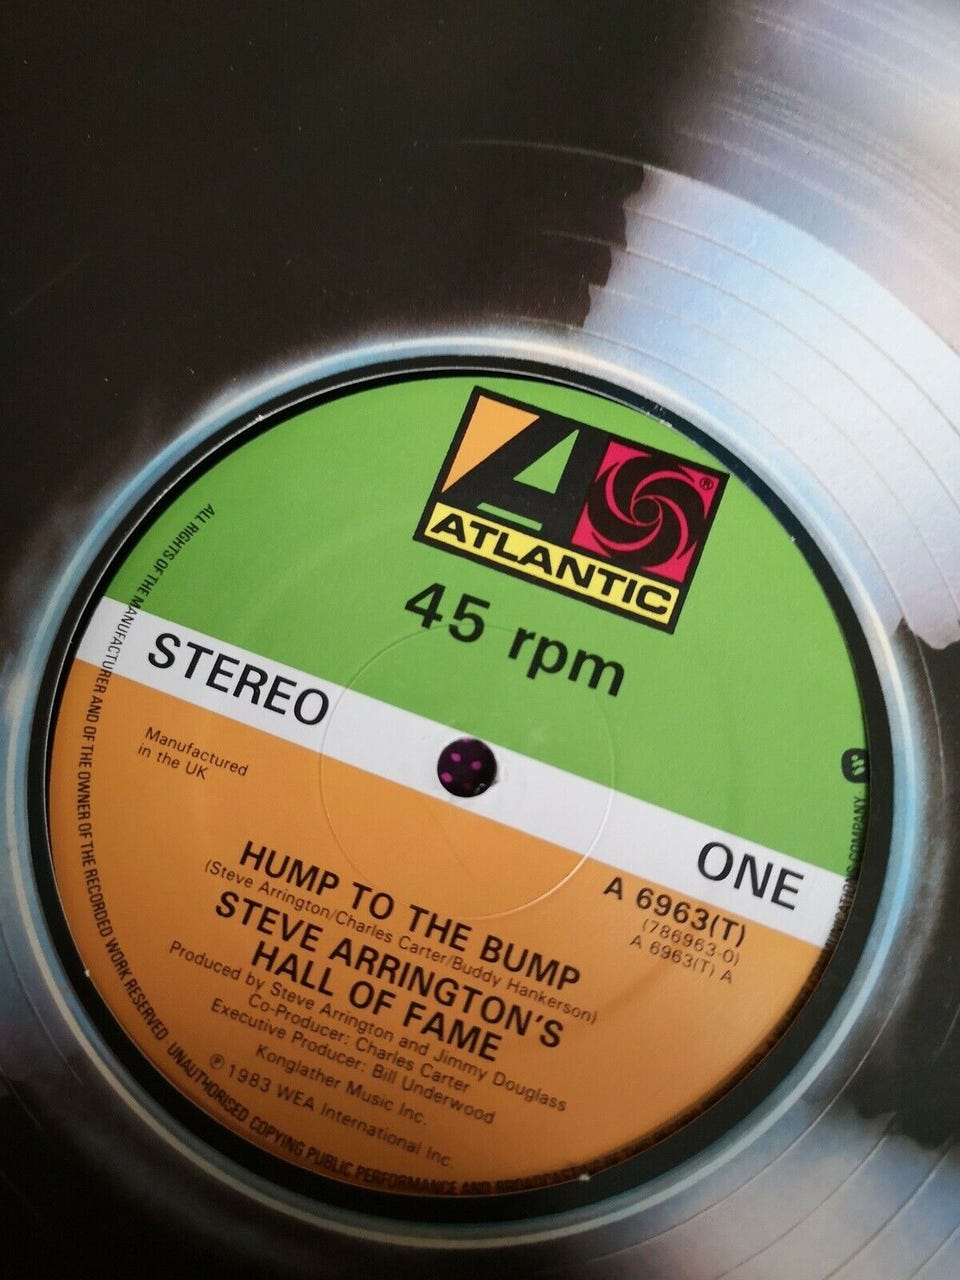 ATLANTIC
®
45 rpm
STEREO
ONE
Manufactured
in the UK
A 6963(T)
(786963-0)
A 6963(T) A
HUMP TO THE BUMP
(Steve Arrington/Charles Carter/Buddy Hankerson)
STEVE ARRINGTON'S
HALL OF FAME
Produced by Steve Arrington and Jimmy Douglass
Co-Producer: Charles Carter
Executive Producer: Bill Underwood
Konglather Music Inc.
℗ 1983 WEA International Inc.
ALL RIGHTS OF THE MANUFACTURER AND OF THE OWNER OF THE RECORDED WORK RESERVED UNAUTHORISED COPYING PUBLIC PERFORMANCE AND BROADCASTING OF COMPANY